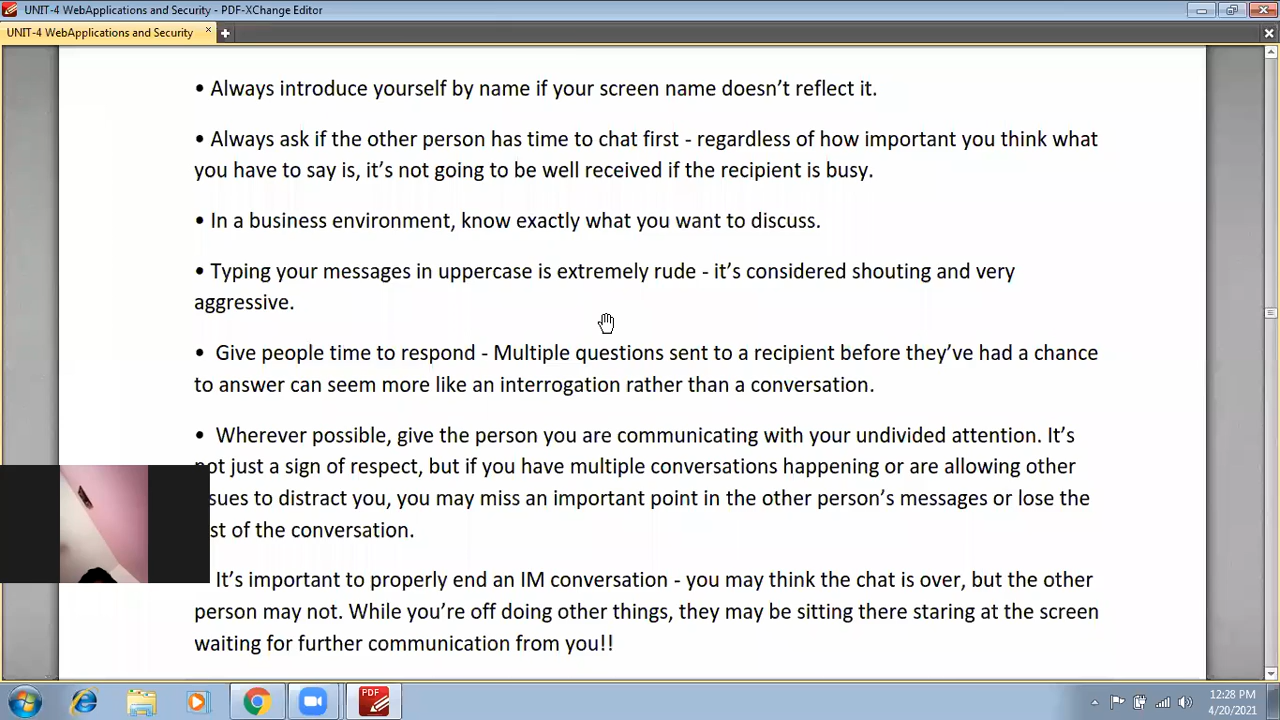 UNIT-4 WebApplications and Security - PDF-XChange Editor
UNIT-4 WebApplications and Security
• Always introduce yourself by name if your screen name doesn’t reflect it.
• Always ask if the other person has time to chat first - regardless of how important you think what
you have to say is, it’s not going to be well received if the recipient is busy.
• In a business environment, know exactly what you want to discuss.
• Typing your messages in uppercase is extremely rude - it’s considered shouting and very
aggressive.
• Give people time to respond - Multiple questions sent to a recipient before they’ve had a chance
to answer can seem more like an interrogation rather than a conversation.
• Wherever possible, give the person you are communicating with your undivided attention. It’s
not just a sign of respect, but if you have multiple conversations happening or are allowing other
to distract you, you may miss an important point in the other person’s messages or lose the
of the conversation.
It’s important to properly end an IM conversation - you may think the chat is over, but the other
person may not. While you’re off doing other things, they may be sitting there staring at the screen
waiting for further communication from you!!
PDF
12:28 PM
4/20/2021